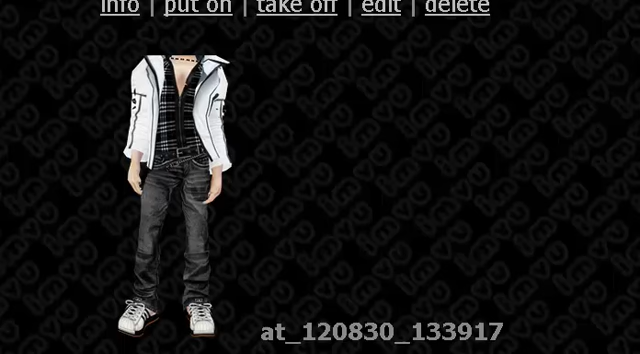 info | put on | take off | edit | delete
at_120830_133917